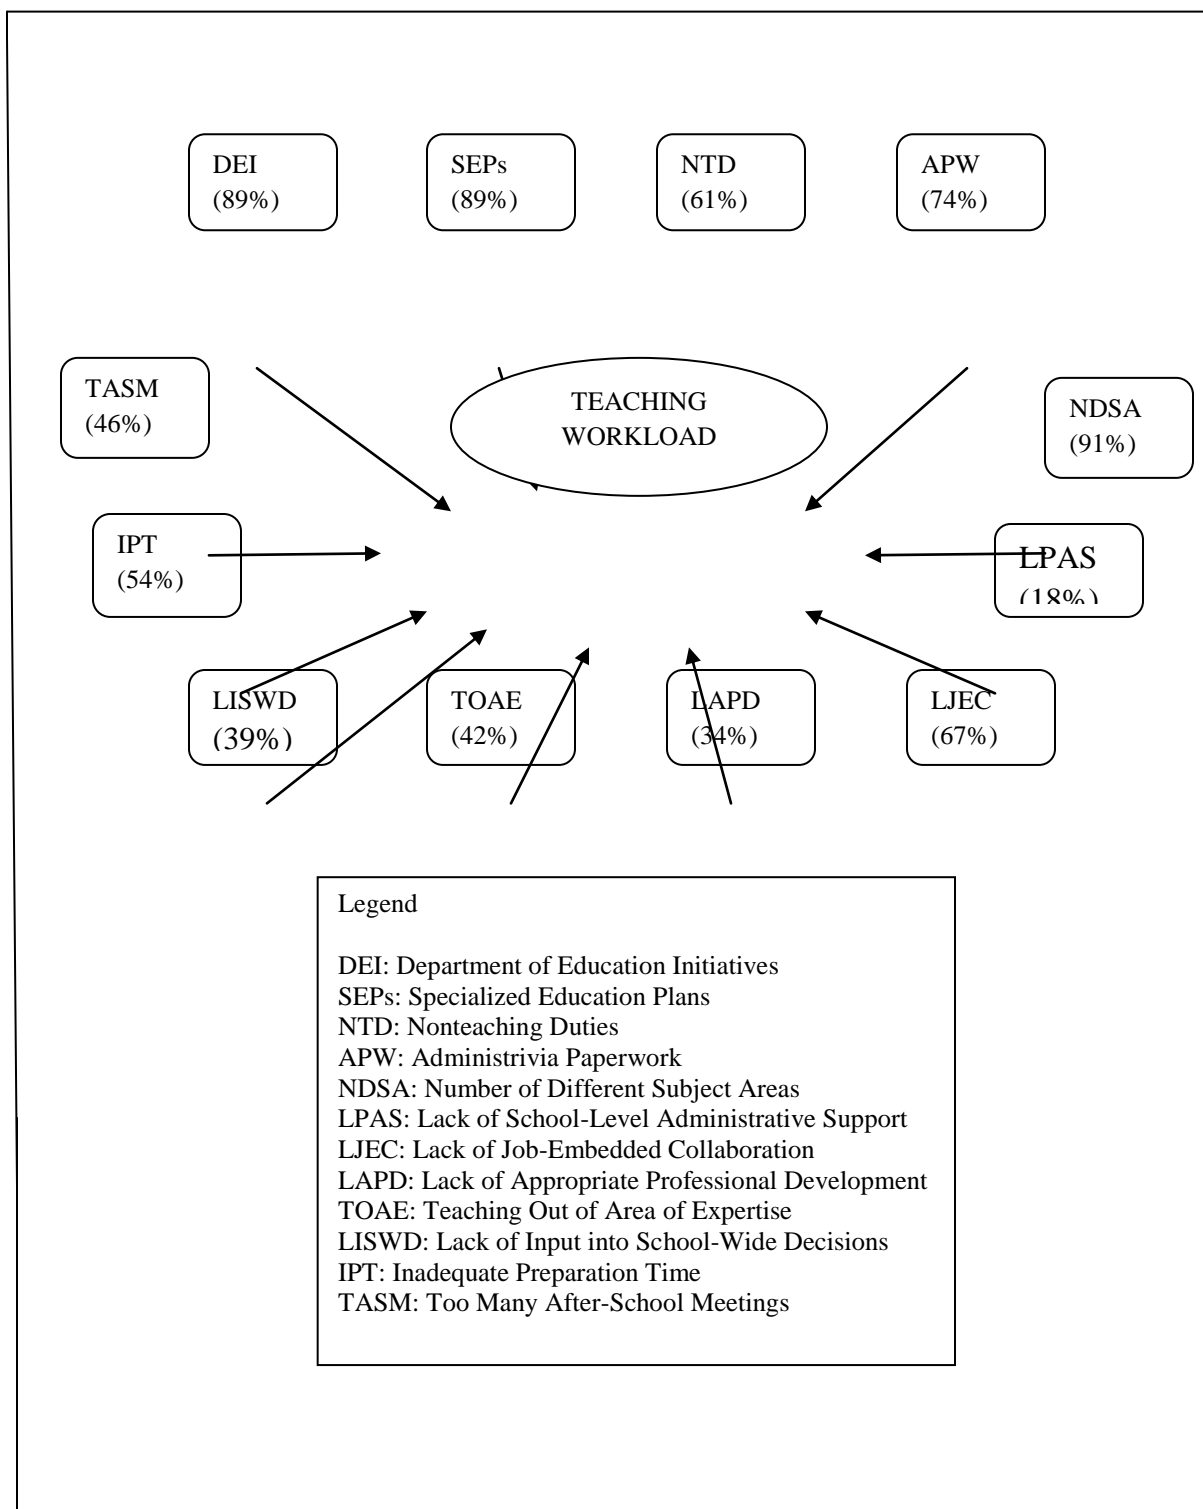 DEI
(89%)
SEPs
(89%)
NTD
(61%)
APW
(74%)
TEACHING
WORKLOAD
TASM
(46%)
NDSA
(91%)
IPT
(54%)
LPAS
(18%)
LISWD
(39%)
TOAE
(42%)
LAPD
(34%)
LJEC
(67%)
Legend
DEI: Department of Education Initiatives
SEPs: Specialized Education Plans
NTD: Nonteaching Duties
APW: Administrivia Paperwork
NDSA: Number of Different Subject Areas
LPAS: Lack of School-Level Administrative Support
LJEC: Lack of Job-Embedded Collaboration
LAPD: Lack of Appropriate Professional Development
TOAE: Teaching Out of Area of Expertise
LISWD: Lack of Input into School-Wide Decisions
IPT: Inadequate Preparation Time
TASM: Too Many After-School Meetings